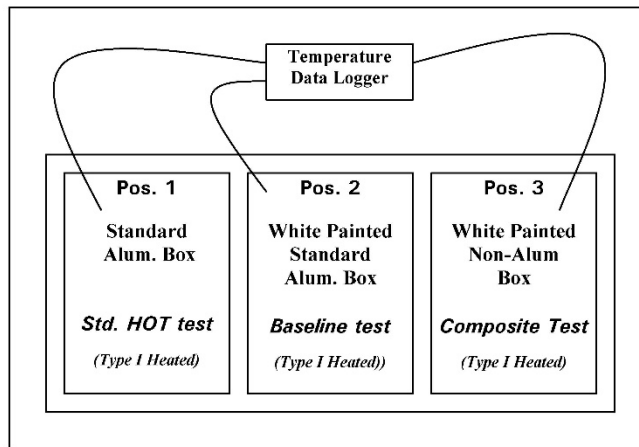 Temperature
Data Logger
Pos. 1
Standard
Alum. Box
Std. HOT test
(Type I Heated)
Pos. 2
White Painted
Standard
Alum. Box
Baseline test
(Type I Heated))
Pos. 3
White Painted
Non-Alum
Box
Composite Test
(Type I Heated)